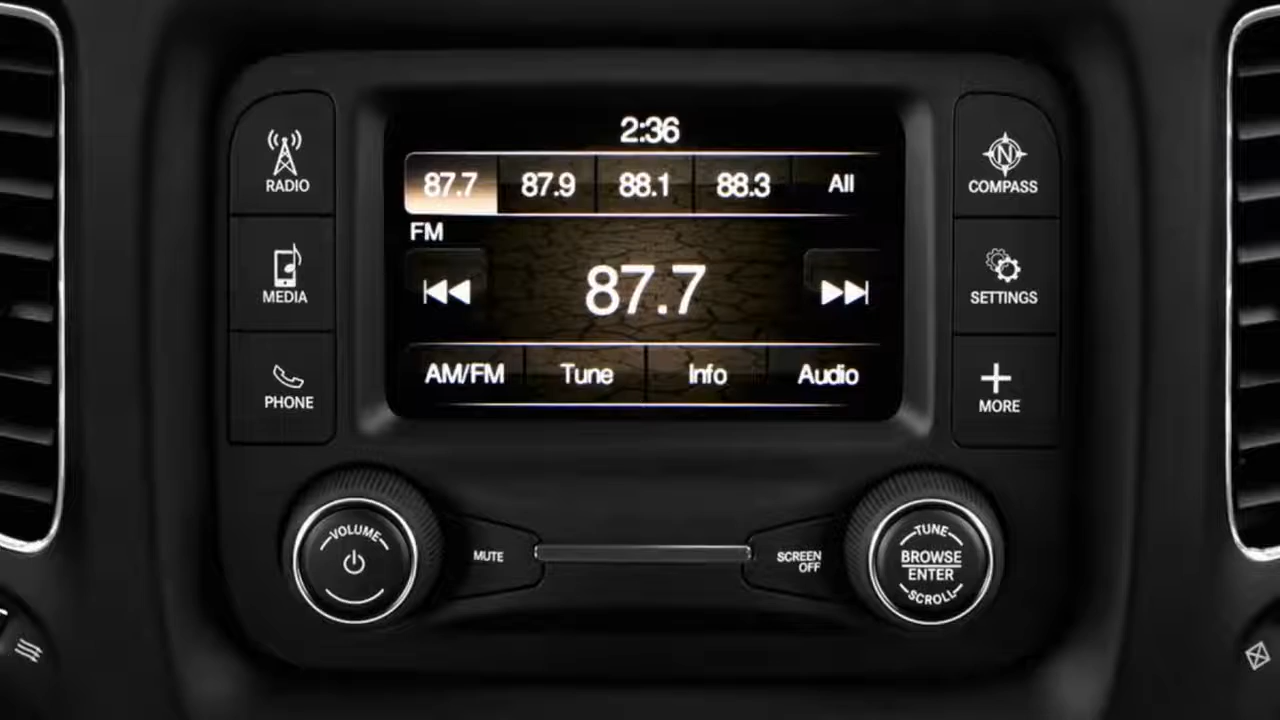 2:36
87.7 87.9 88.1 88.3 All
FM
87.7
AM/FM Tune Info Audio
RADIO
MEDIA
PHONE
N
COMPASS
SETTINGS
MORE
VOLUME
MUTE
SCREEN
OFF
TUNE
BROWSE
ENTER
SCROLL